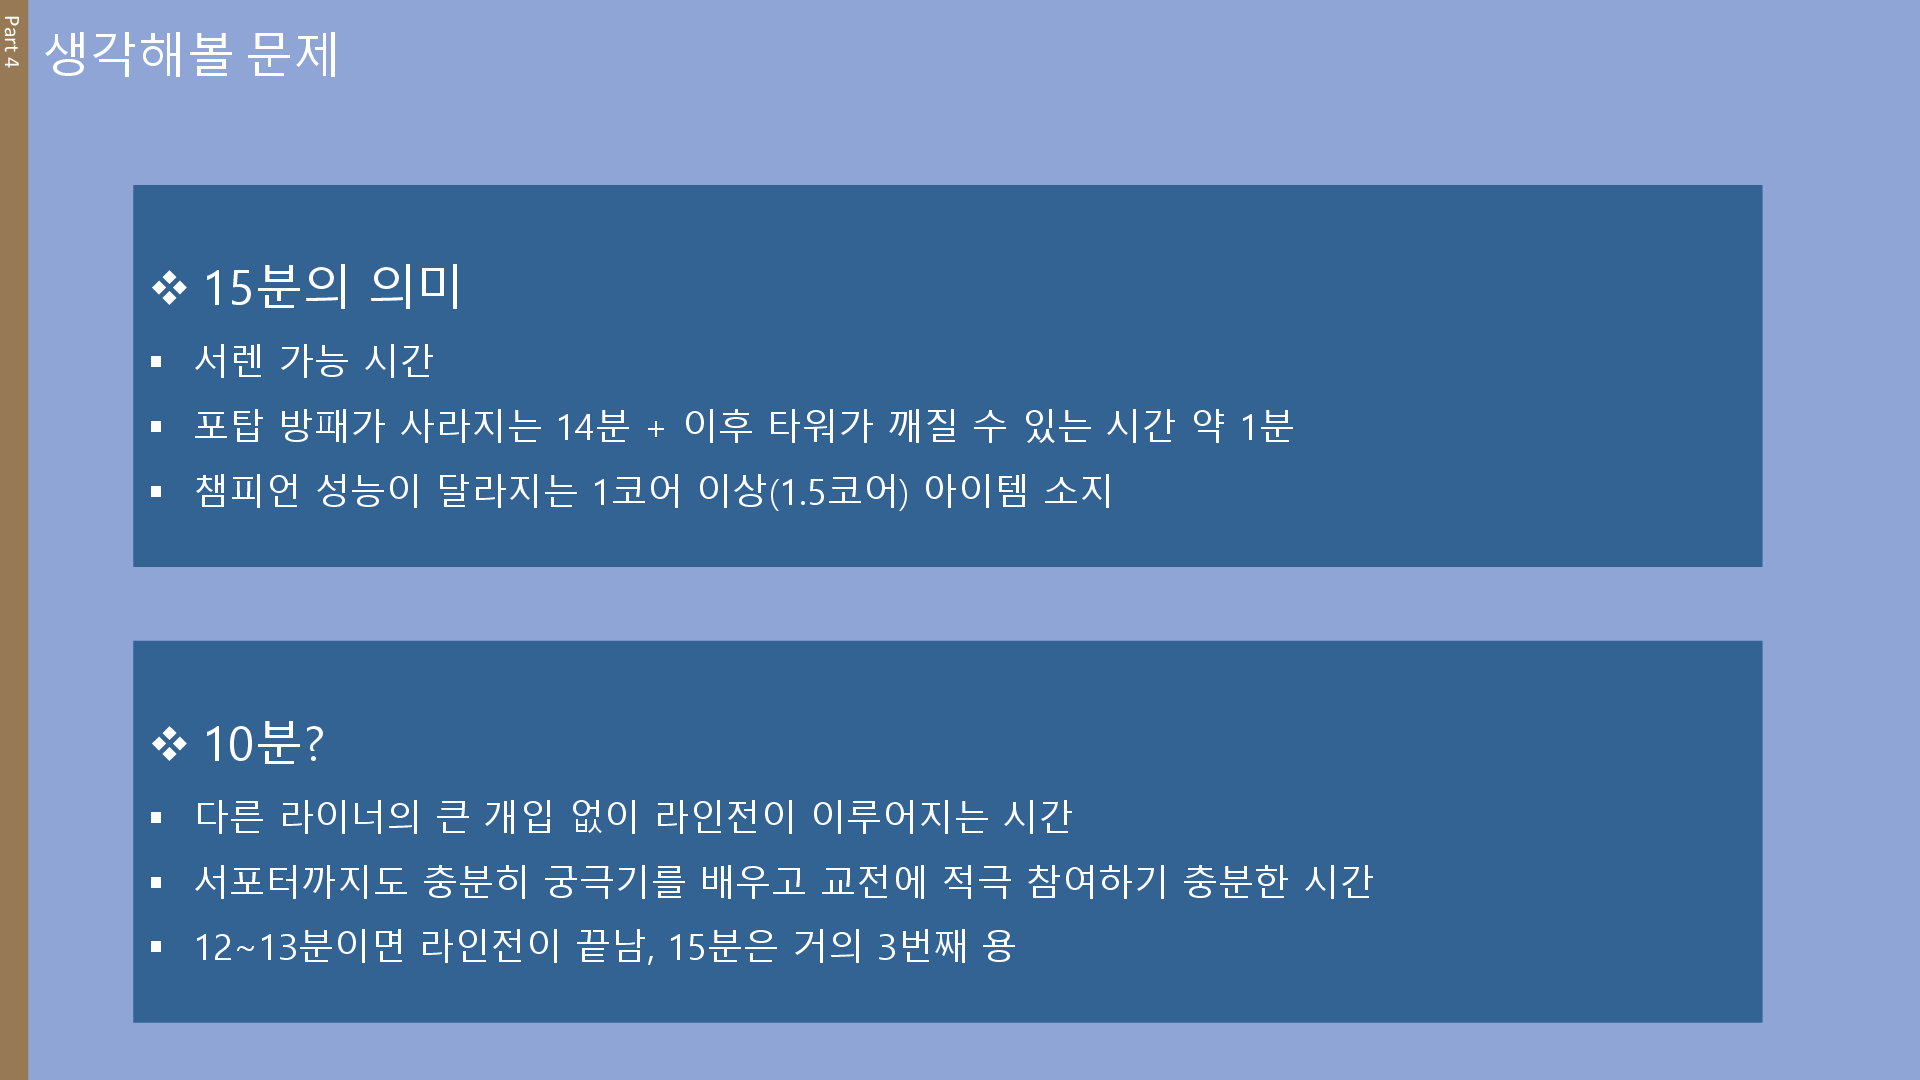 Part 4
생각해볼 문제
❖ 15분의 의미
▪ 서렌 가능 시간
▪ 포탑 방패가 사라지는 14분 + 이후 타워가 깨질 수 있는 시간 약 1분
▪ 챔피언 성능이 달라지는 1코어 이상(1.5코어) 아이템 소지
❖ 10분?
▪ 다른 라이너의 큰 개입 없이 라인전이 이루어지는 시간
▪ 서포터까지도 충분히 궁극기를 배우고 교전에 적극 참여하기 충분한 시간
▪ 12~13분이면 라인전이 끝남, 15분은 거의 3번째 용